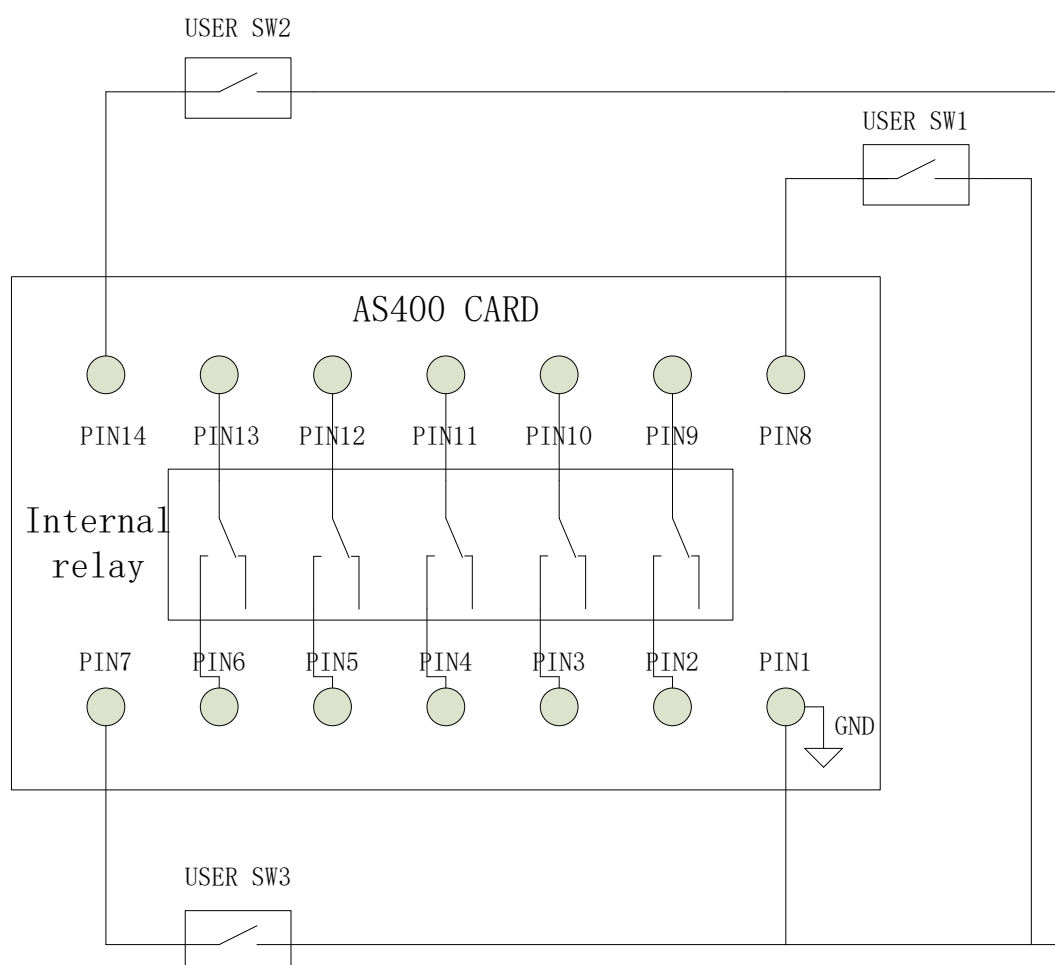 USER SW2
USER SW1
AS400 CARD
PIN14 PIN13 PIN12 PIN11 PIN10 PIN9 PIN8
Internal
relay
PIN7 PIN6 PIN5 PIN4 PIN3 PIN2 PIN1
GND
USER SW3